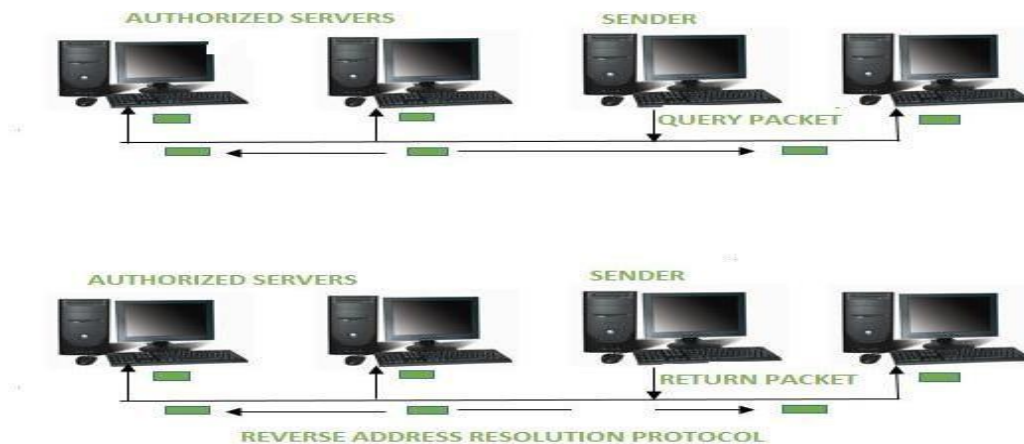 AUTHORIZED SERVERS SENDER
QUERY PACKET
AUTHORIZED SERVERS SENDER
RETURN PACKET
REVERSE ADDRESS RESOLUTION PROTOCOL